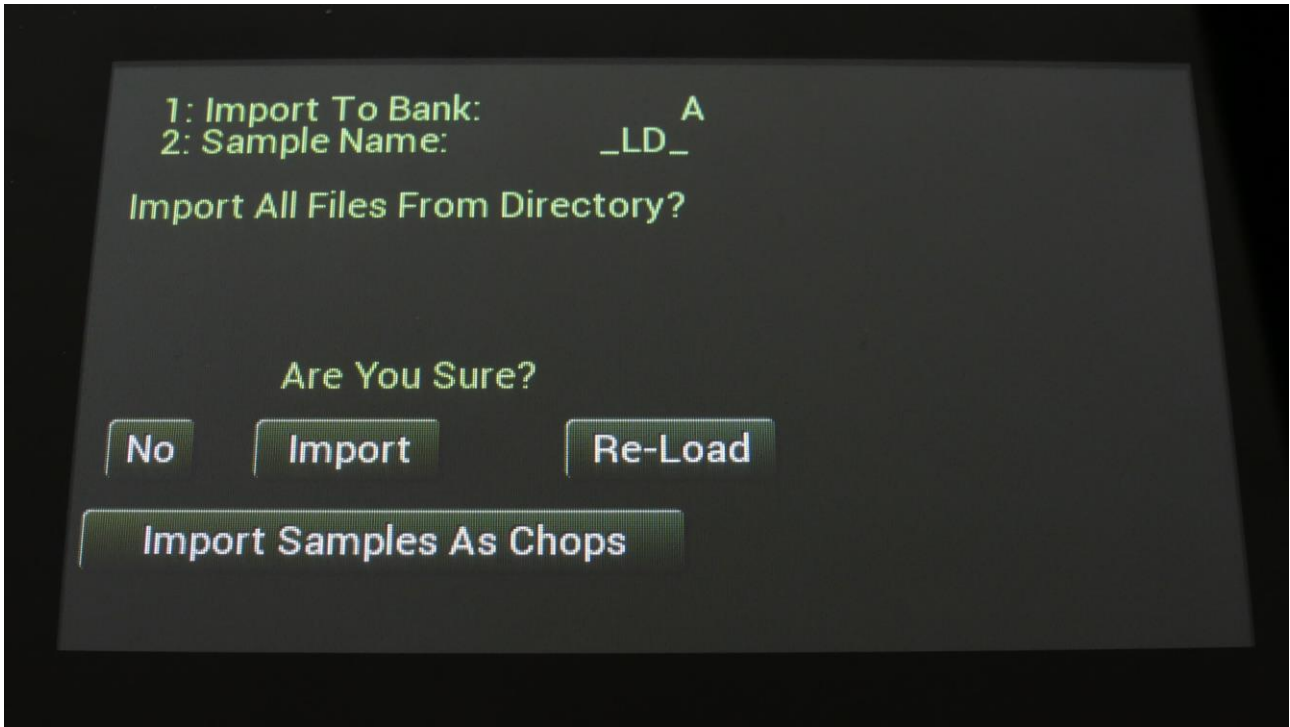 1: Import To Bank: A
2: Sample Name: _LD_
Import All Files From Directory?
Are You Sure?
No Import Re-Load
Import Samples As Chops